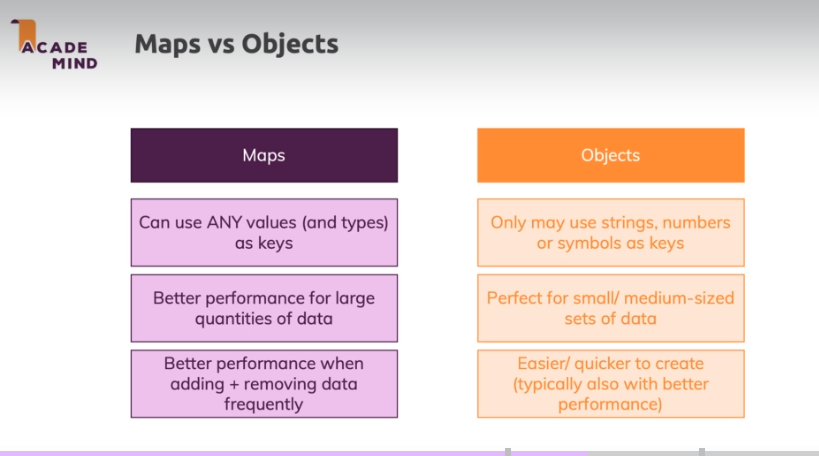 ACADE
MIND
Maps vs Objects
Maps
Can use ANY values (and types)
as keys
Better performance for large
quantities of data
Better performance when
adding + removing data
frequently
Objects
Only may use strings, numbers
or symbols as keys
Perfect for small/ medium-sized
sets of data
Easier/ quicker to create
(typically also with better
performance)